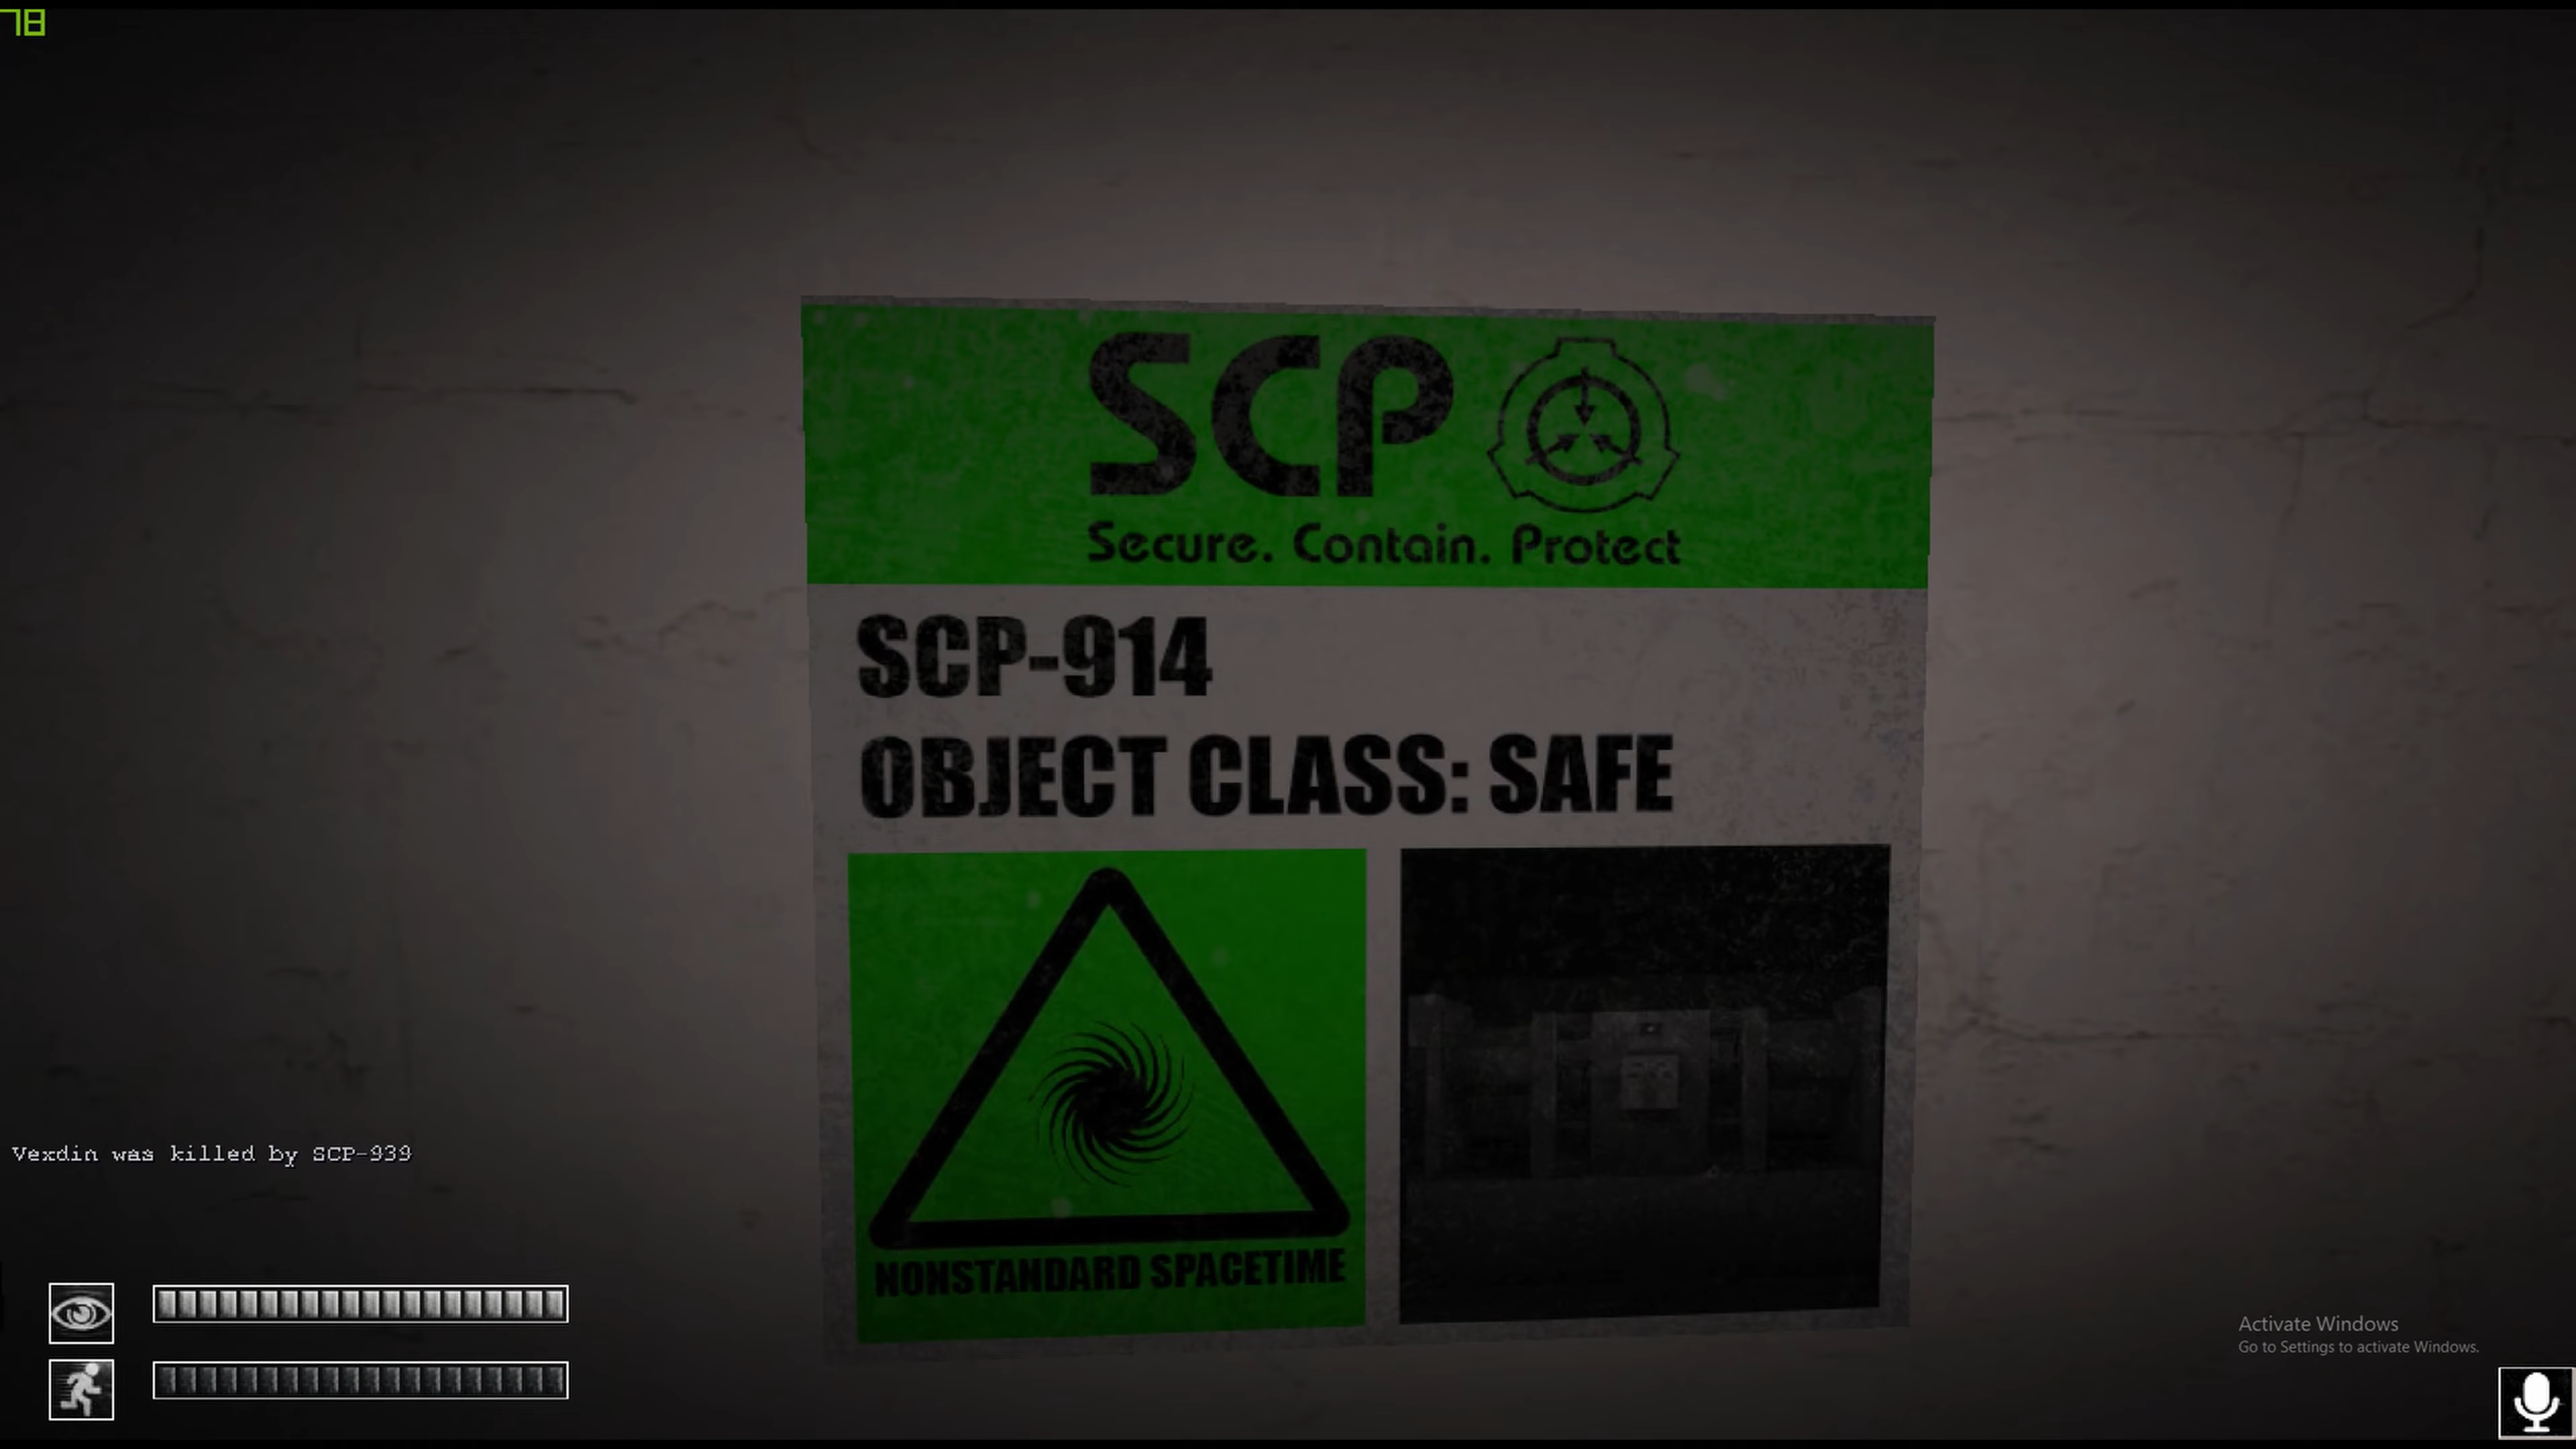 78
SCP
Secure. Contain. Protect
SCP-914
OBJECT CLASS: SAFE
NONSTANDARD SPACETIME
Vexdin was killed by SCP-939
Activate Windows
Go to Settings to activate Windows.